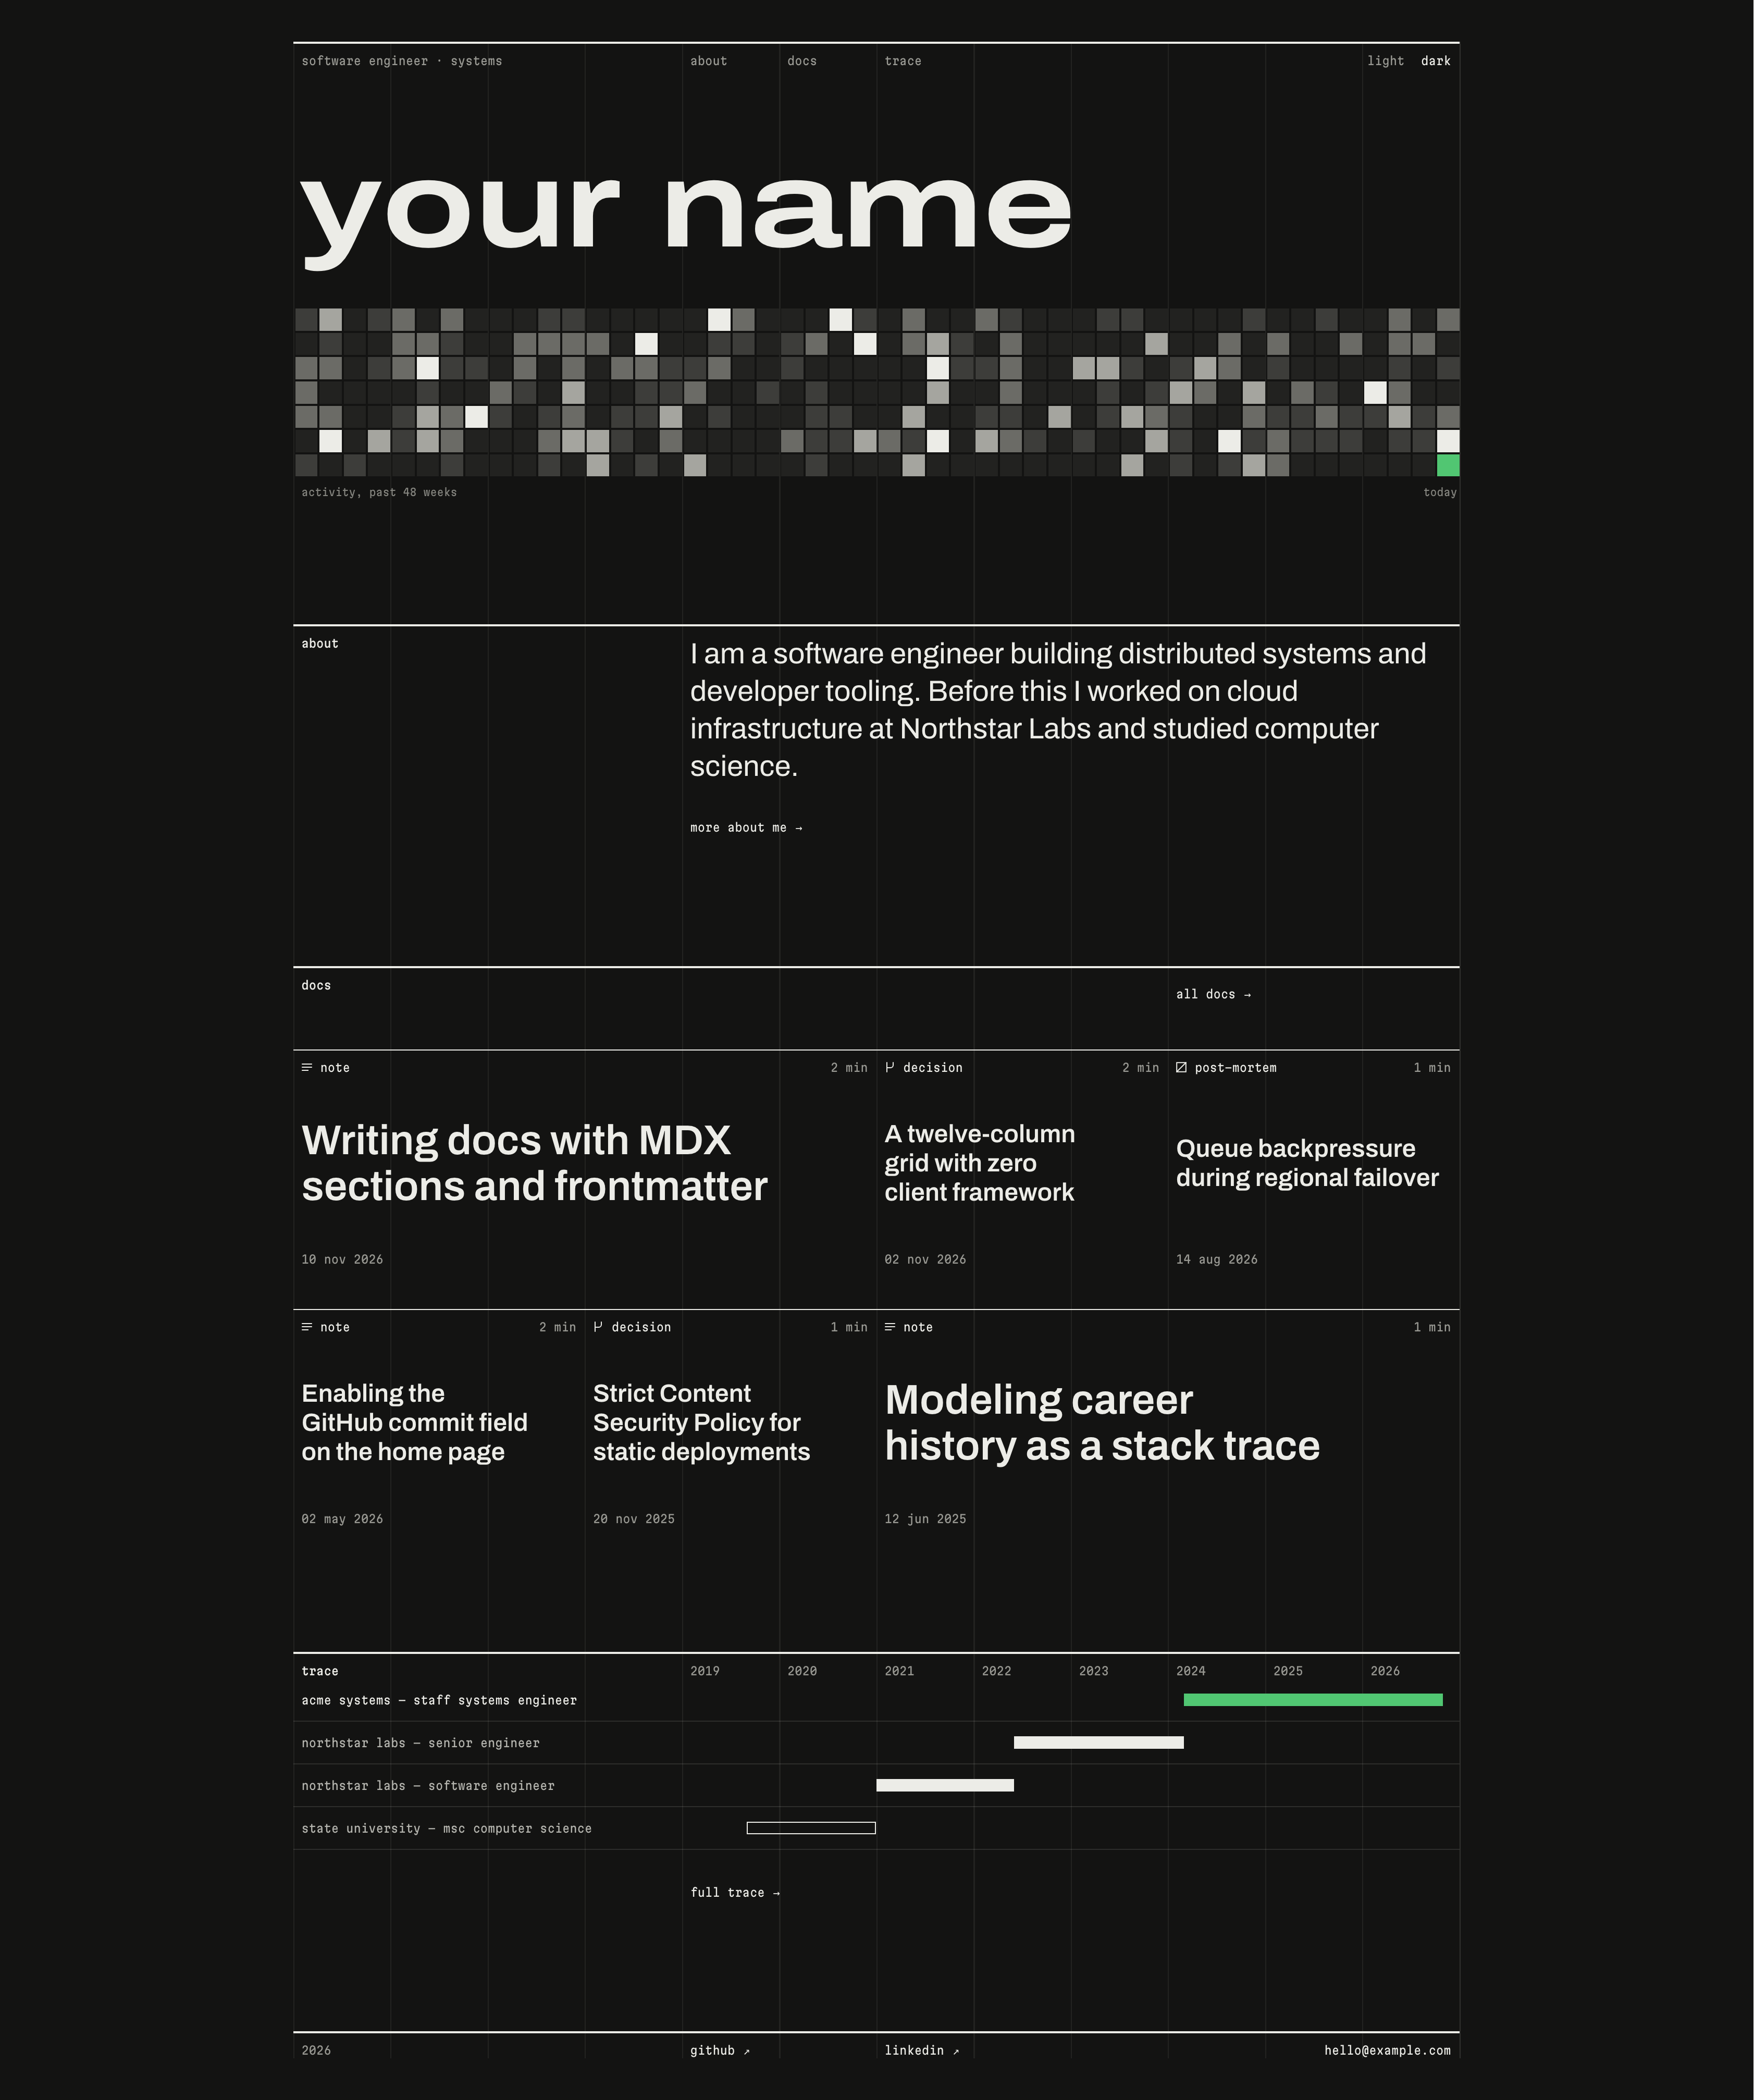 software engineer · systems
about
docs
trace
light dark
your name
activity, past 48 weeks
today
about
I am a software engineer building distributed systems and
developer tooling. Before this I worked on cloud
infrastructure at Northstar Labs and studied computer
science.
more about me →
docs
all docs →
note
2 min
Writing docs with MDX
sections and frontmatter
10 nov 2026
decision
2 min
A twelve-column
grid with zero
client framework
02 nov 2026
post-mortem
1 min
Queue backpressure
during regional failover
14 aug 2026
note
2 min
Enabling the
GitHub commit field
on the home page
02 may 2026
decision
1 min
Strict Content
Security Policy for
static deployments
20 nov 2025
note
1 min
Modeling career
history as a stack trace
12 jun 2025
trace
2019 2020 2021 2022 2023 2024 2025 2026
acme systems — staff systems engineer
northstar labs — senior engineer
northstar labs — software engineer
state university — msc computer science
full trace →
2026
github ↗
linkedin ↗
hello@example.com